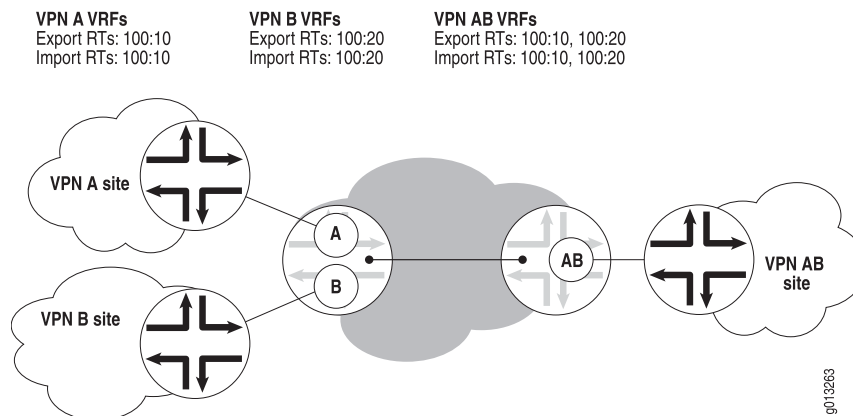 VPN A VRFs
Export RTs: 100:10
Import RTs: 100:10
VPN B VRFs
Export RTs: 100:20
Import RTs: 100:20
VPN AB VRFs
Export RTs: 100:10, 100:20
Import RTs: 100:10, 100:20
VPN A site
A
B
AB
VPN AB
site
VPN B site
g013263